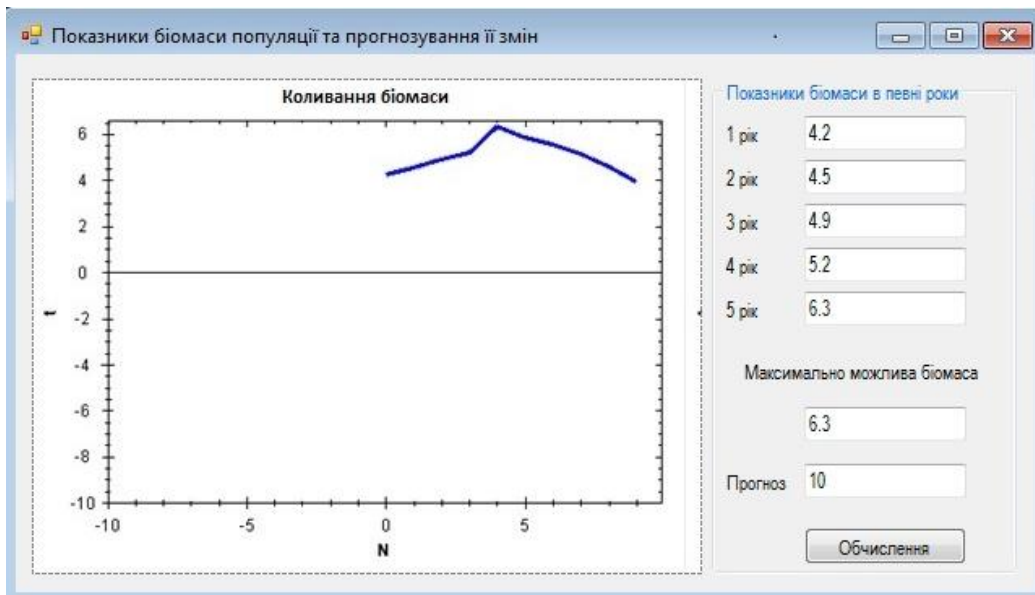 Показники біомаси популяції та прогнозування її змін
Коливання біомаси
6
4
2
0
-2
-4
-6
-8
-10
t
-10
-5
0
5
N
Показники біомаси в певні роки
1 рік 4.2
2 рік 4.5
3 рік 4.9
4 рік 5.2
5 рік 6.3
Максимально можлива біомаса
6.3
Прогноз 10
Обчислення